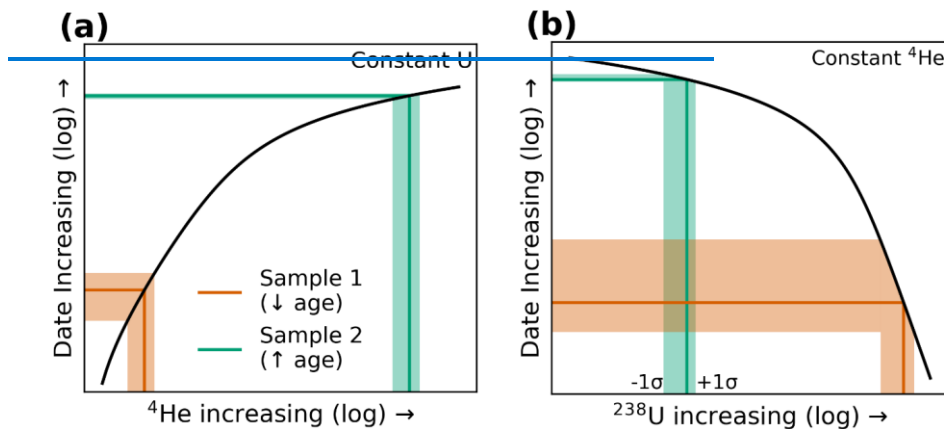 (a)
Constant U
Date Increasing (log) →
Sample 1
(↓ age)
Sample 2
(↑ age)
⁴He increasing (log) →
(b)
Constant ⁴He
Date Increasing (log) →
-1σ
+1σ
²³⁸U increasing (log) →